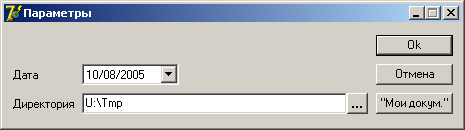 Параметры
Ok
Дата 10/08/2005 Отмена
Директория U:\Tmp ... "Мои докум."